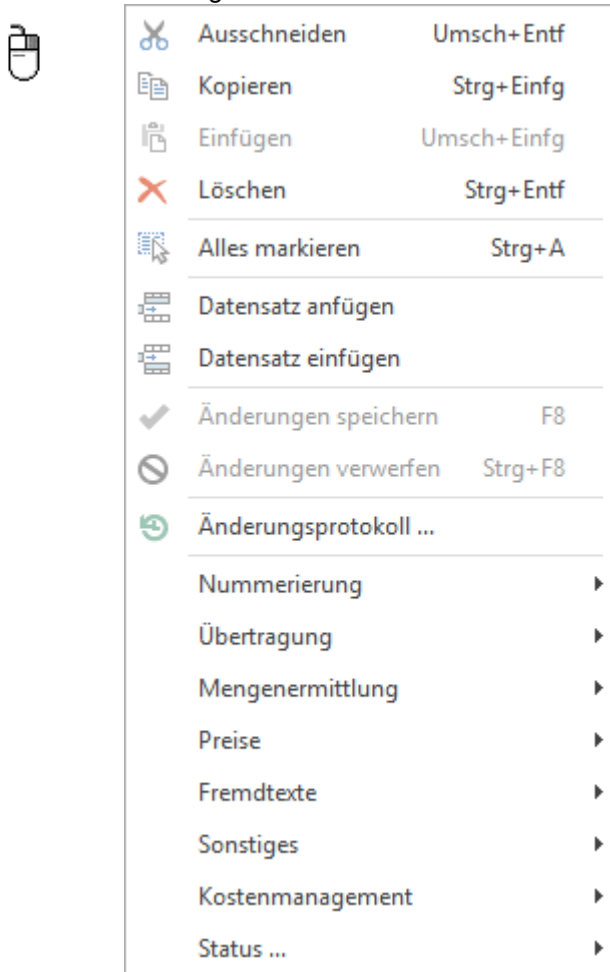 Ausschneiden Umsch+Entf
Kopieren Strg+Einfg
Einfügen Umsch+Einfg
Löschen Strg+Entf
Alles markieren Strg+A
Datensatz anfügen
Datensatz einfügen
Änderungen speichern F8
Änderungen verwerfen Strg+F8
Änderungsprotokoll ...
Nummerierung
Übertragung
Mengenermittlung
Preise
Fremdtexte
Sonstiges
Kostenmanagement
Status ...